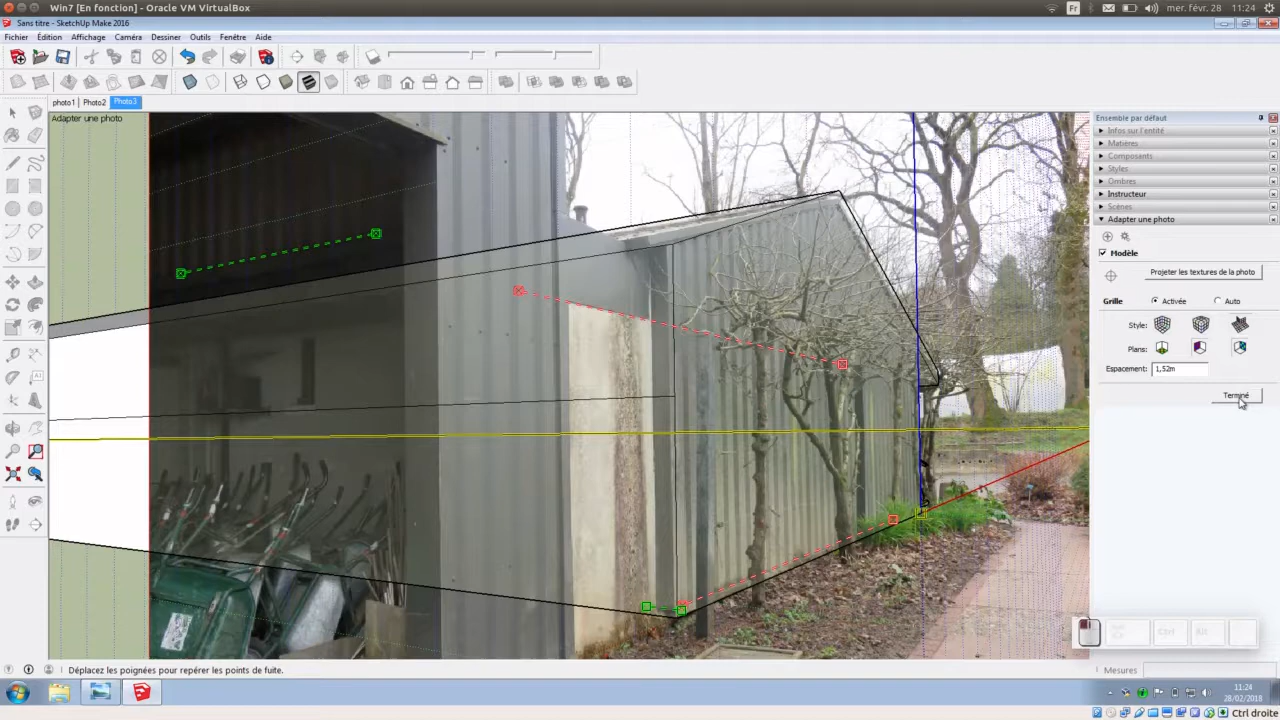 Win7 [En fonction] - Oracle VM VirtualBox
Fr
mer. févr. 28
11:24
Sans titre - SketchUp Make 2016
Fichier Édition Affichage Caméra Dessiner Outils Fenêtre Aide
photo1 Photo2 Photo3
Adapter une photo
Ensemble par défaut
Infos sur l'entité
Matières
Composants
Styles
Ombres
Instructeur
Scènes
Adapter une photo
Modèle
Projeter les textures de la photo
Grille Activée Auto
Style:
Plans:
Espacement: 1,52m
Terminé
Ctrl
Déplacez les poignées pour repérer les points de fuite.
Mesures
11:24
28/02/2018
Ctrl droite